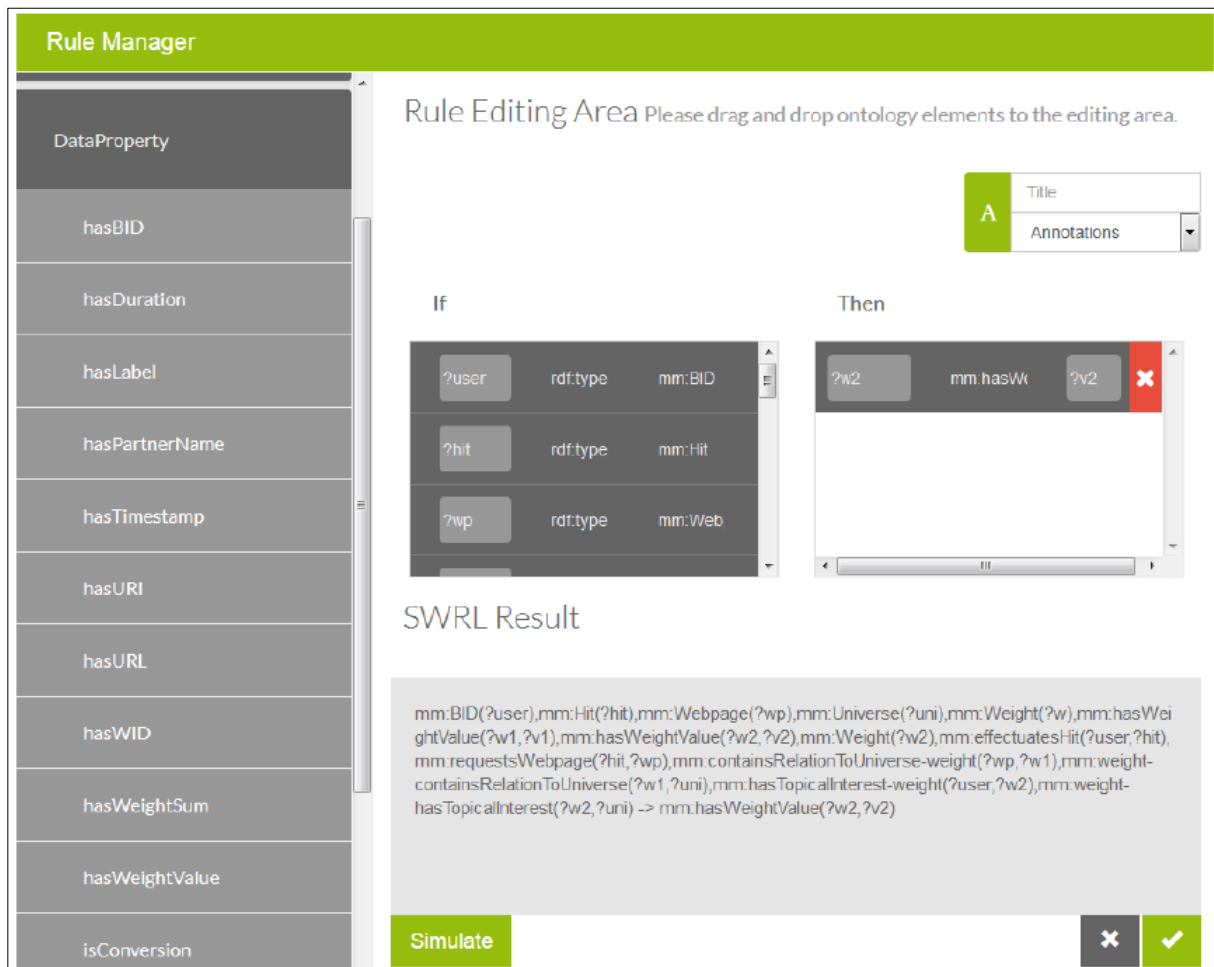 Rule Manager
DataProperty
hasBID
hasDuration
hasLabel
hasPartnerName
hasTimestamp
hasURI
hasURL
hasWID
hasWeightSum
hasWeightValue
isConversion
Rule Editing Area Please drag and drop ontology elements to the editing area.
A
Title
Annotations
If
?user rdf:type mm:BID
?hit rdf:type mm:Hit
?wp rdf:type mm:Web
Then
?w2 mm:hasWe ?v2
SWRL Result
mm:BID(?user),mm:Hit(?hit),mm:Webpage(?wp),mm:Universe(?uni),mm:Weight(?w),mm:hasWei
ghtValue(?w1,?v1),mm:hasWeightValue(?w2,?v2),mm:Weight(?w2),mm:effectuatesHit(?user,?hit),
mm:requestsWebpage(?hit,?wp),mm:containsRelationToUniverse-weight(?wp,?w1),mm:weight-
containsRelationToUniverse(?w1,?uni),mm:hasTopicalInterest-weight(?user,?w2),mm:weight-
hasTopicalInterest(?w2,?uni) -> mm:hasWeightValue(?w2,?v2)
Simulate